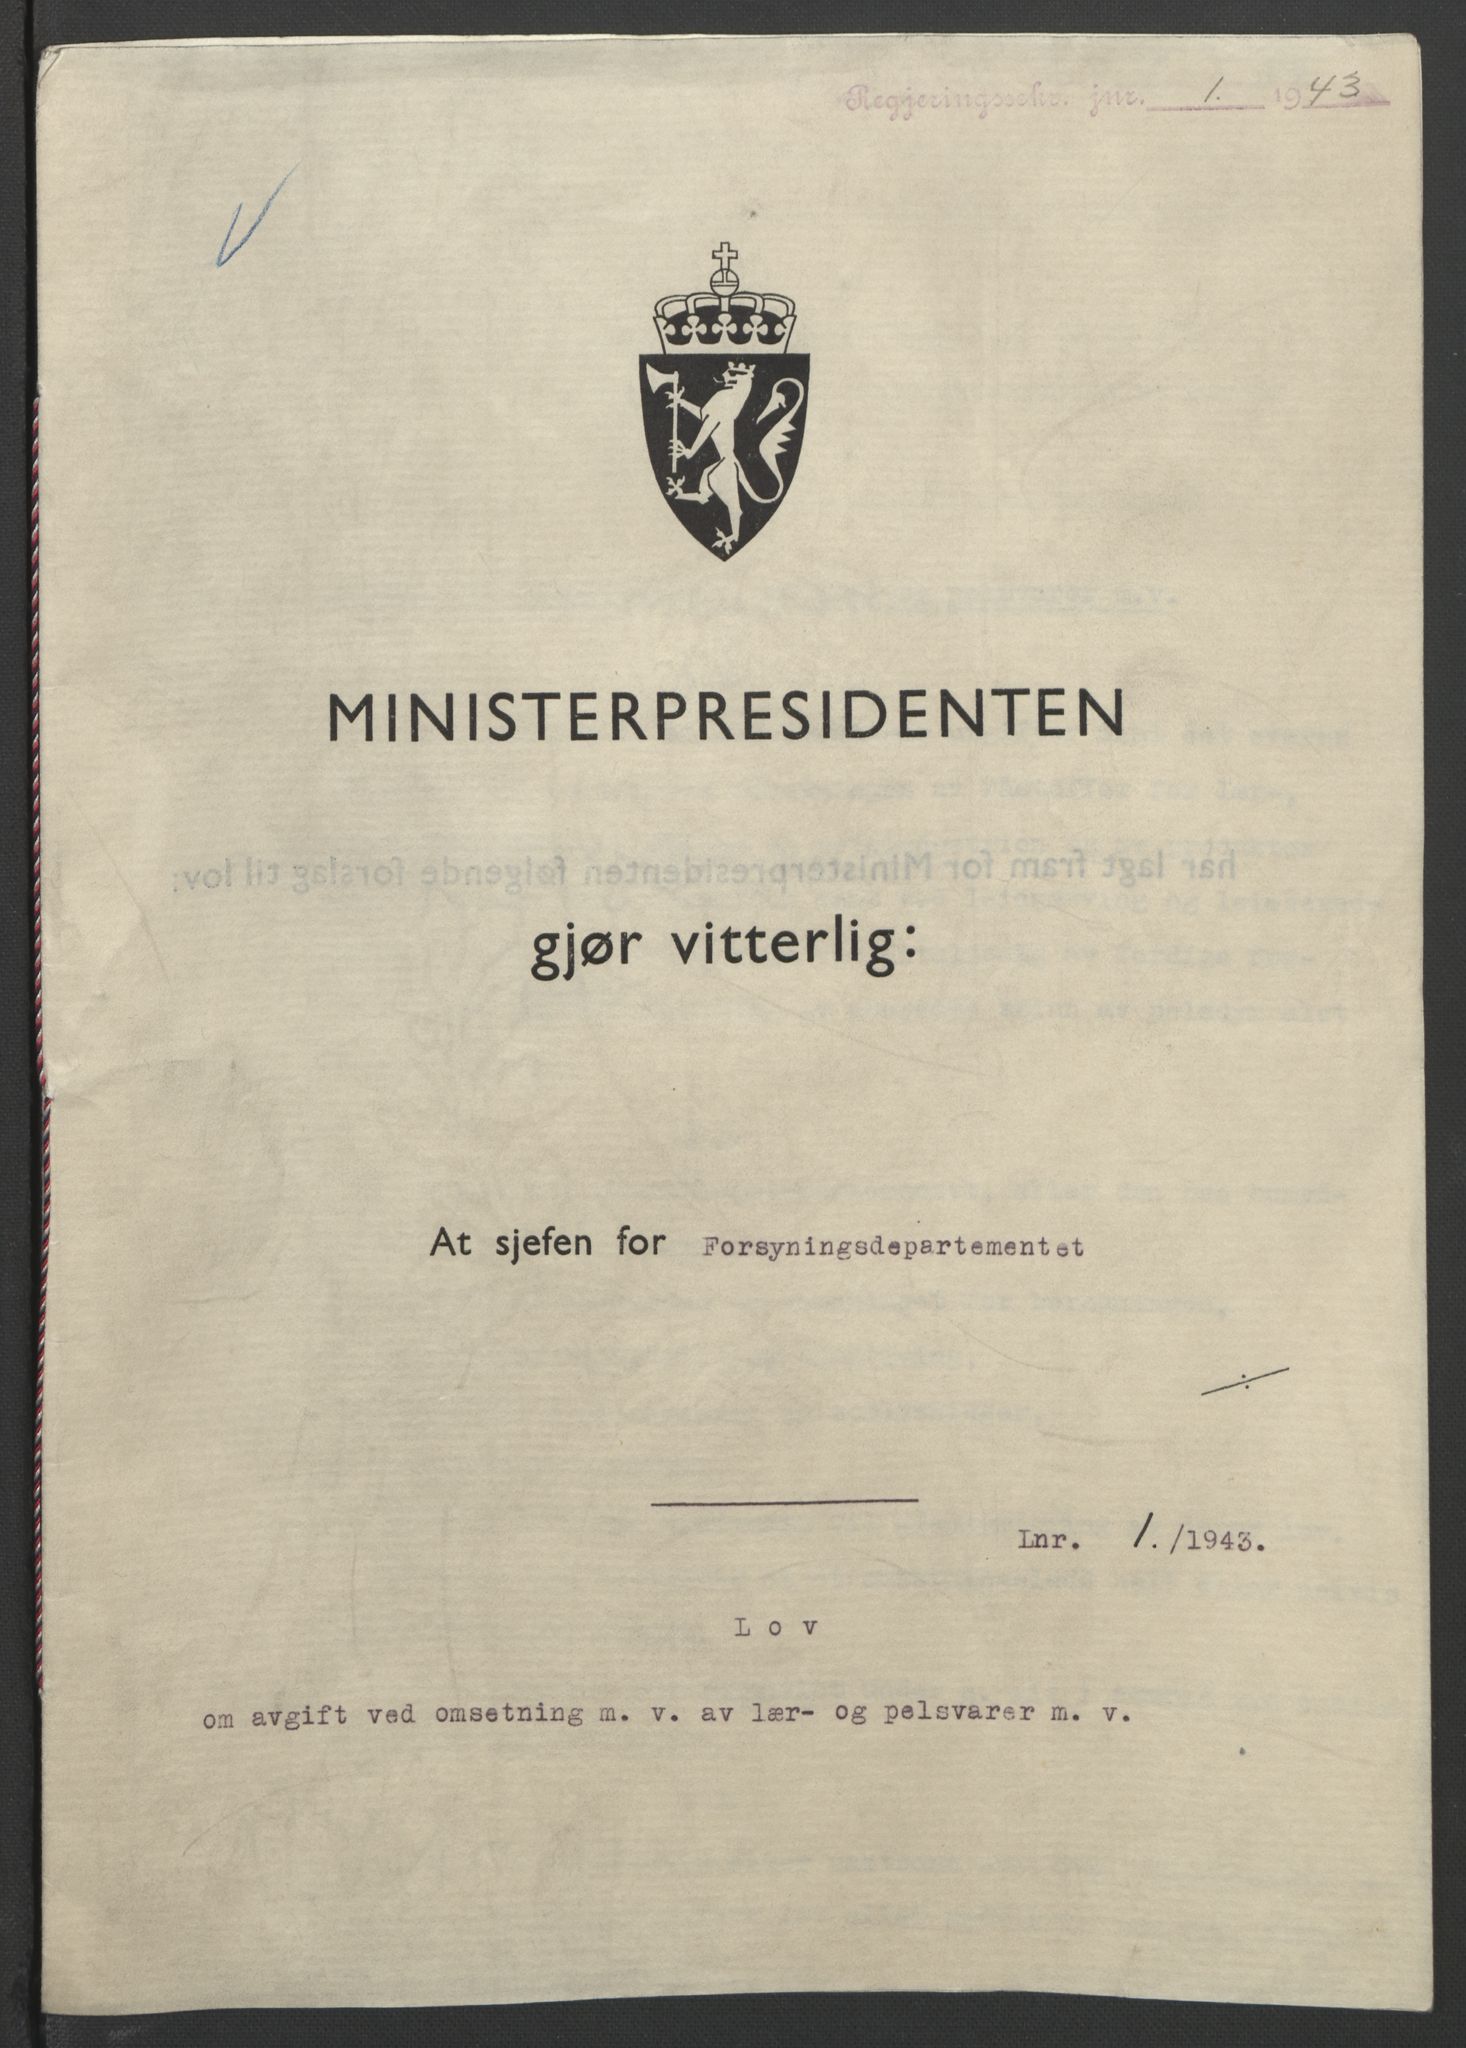 Regjeringssekr. jnr. 1. 1943
MINISTERPRESIDENTEN
har lagt fram for Ministerpresidenten følgende forslag til lov:
gjør vitterlig:
At sjefen for Forsyningsdepartementet
Lnr. 1./1943.
Lov
om avgift ved omsetning m. v. av lær- og pelsvarer m. v.